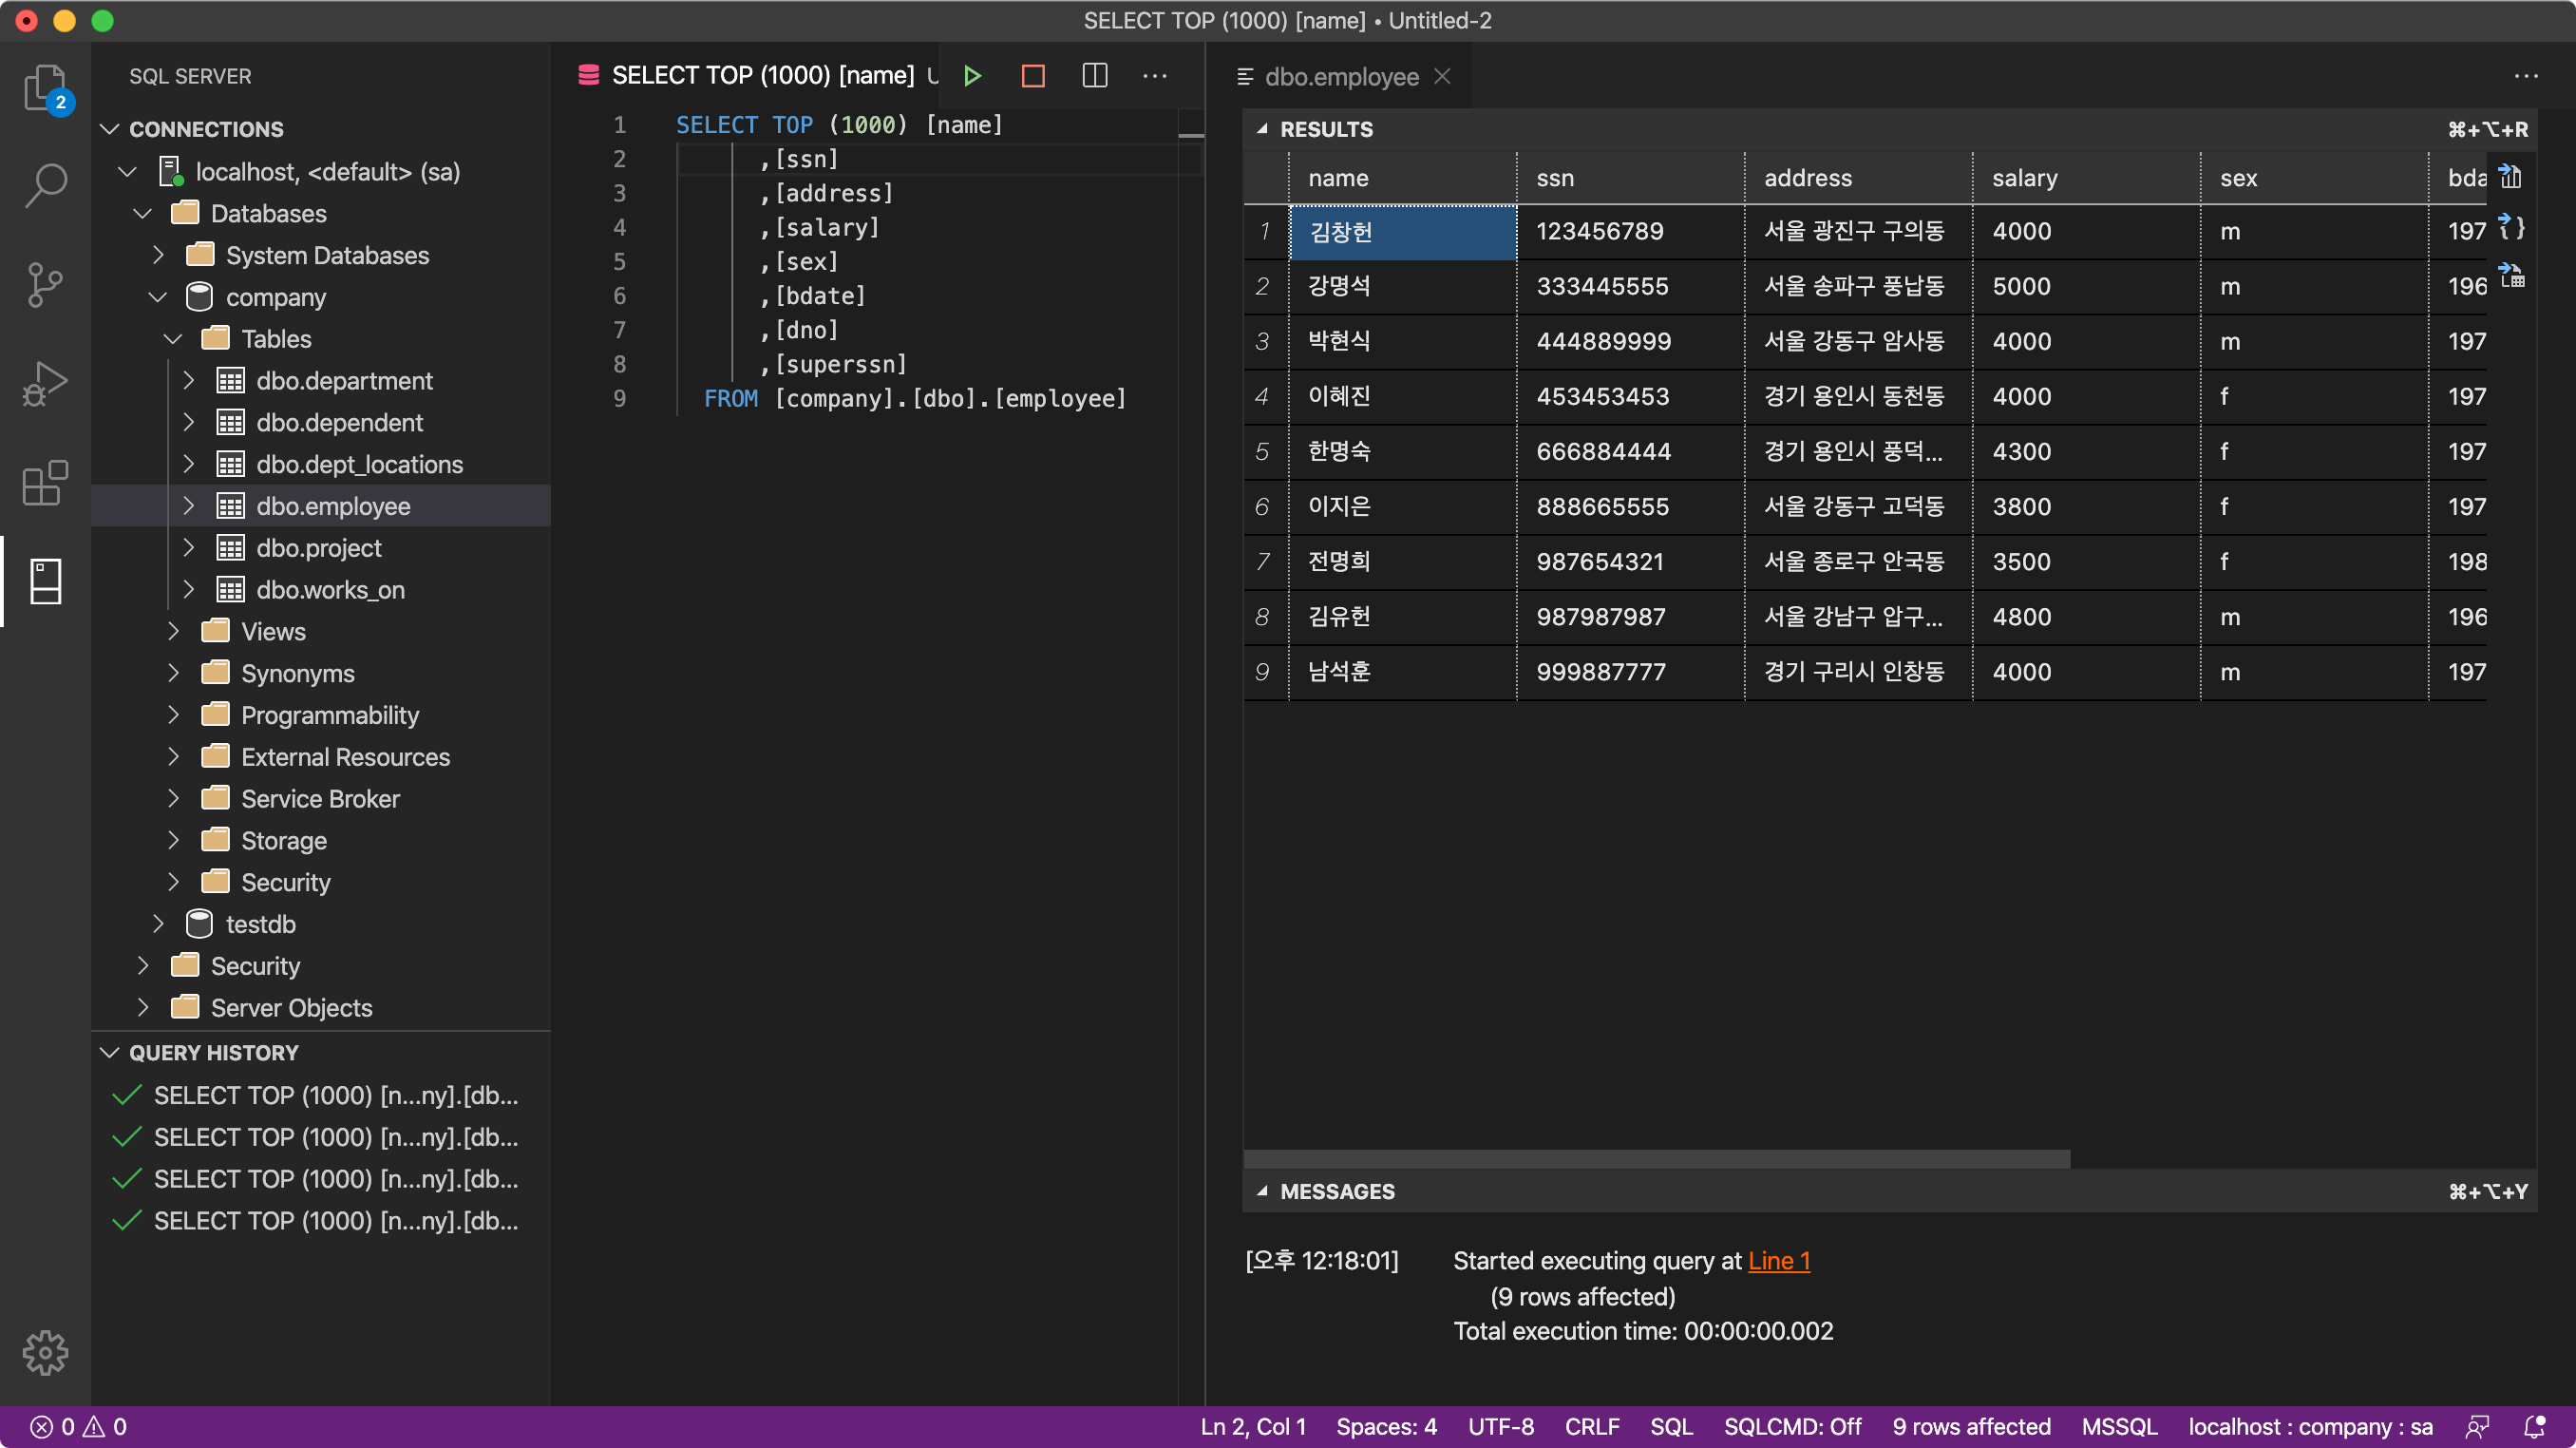 SELECT TOP (1000) [name] • Untitled-2
2
SQL SERVER
CONNECTIONS
localhost, <default> (sa)
Databases
System Databases
company
Tables
dbo.department
dbo.dependent
dbo.dept_locations
dbo.employee
dbo.project
dbo.works_on
Views
Synonyms
Programmability
External Resources
Service Broker
Storage
Security
testdb
Security
Server Objects
QUERY HISTORY
SELECT TOP (1000) [n...ny].[db...
SELECT TOP (1000) [n...ny].[db...
SELECT TOP (1000) [n...ny].[db...
SELECT TOP (1000) [n...ny].[db...
SELECT TOP (1000) [name] U
1 SELECT TOP (1000) [name]
2 ,[ssn]
3 ,[address]
4 ,[salary]
5 ,[sex]
6 ,[bdate]
7 ,[dno]
8 ,[superssn]
9 FROM [company].[dbo].[employee]
dbo.employee
RESULTS ⌘+⌥+R
name ssn address salary sex bda
1 김창헌 123456789 서울 광진구 구의동 4000 m 197
2 강명석 333445555 서울 송파구 풍납동 5000 m 196
3 박현식 444889999 서울 강동구 암사동 4000 m 197
4 이혜진 453453453 경기 용인시 동천동 4000 f 197
5 한명숙 666884444 경기 용인시 풍덕... 4300 f 197
6 이지은 888665555 서울 강동구 고덕동 3800 f 197
7 전명희 987654321 서울 종로구 안국동 3500 f 198
8 김유헌 987987987 서울 강남구 압구... 4800 m 196
9 남석훈 999887777 경기 구리시 인창동 4000 m 197
MESSAGES ⌘+⌥+Y
[오후 12:18:01] Started executing query at Line 1
(9 rows affected)
Total execution time: 00:00:00.002
0 0 Ln 2, Col 1 Spaces: 4 UTF-8 CRLF SQL SQLCMD: Off 9 rows affected MSSQL localhost : company : sa